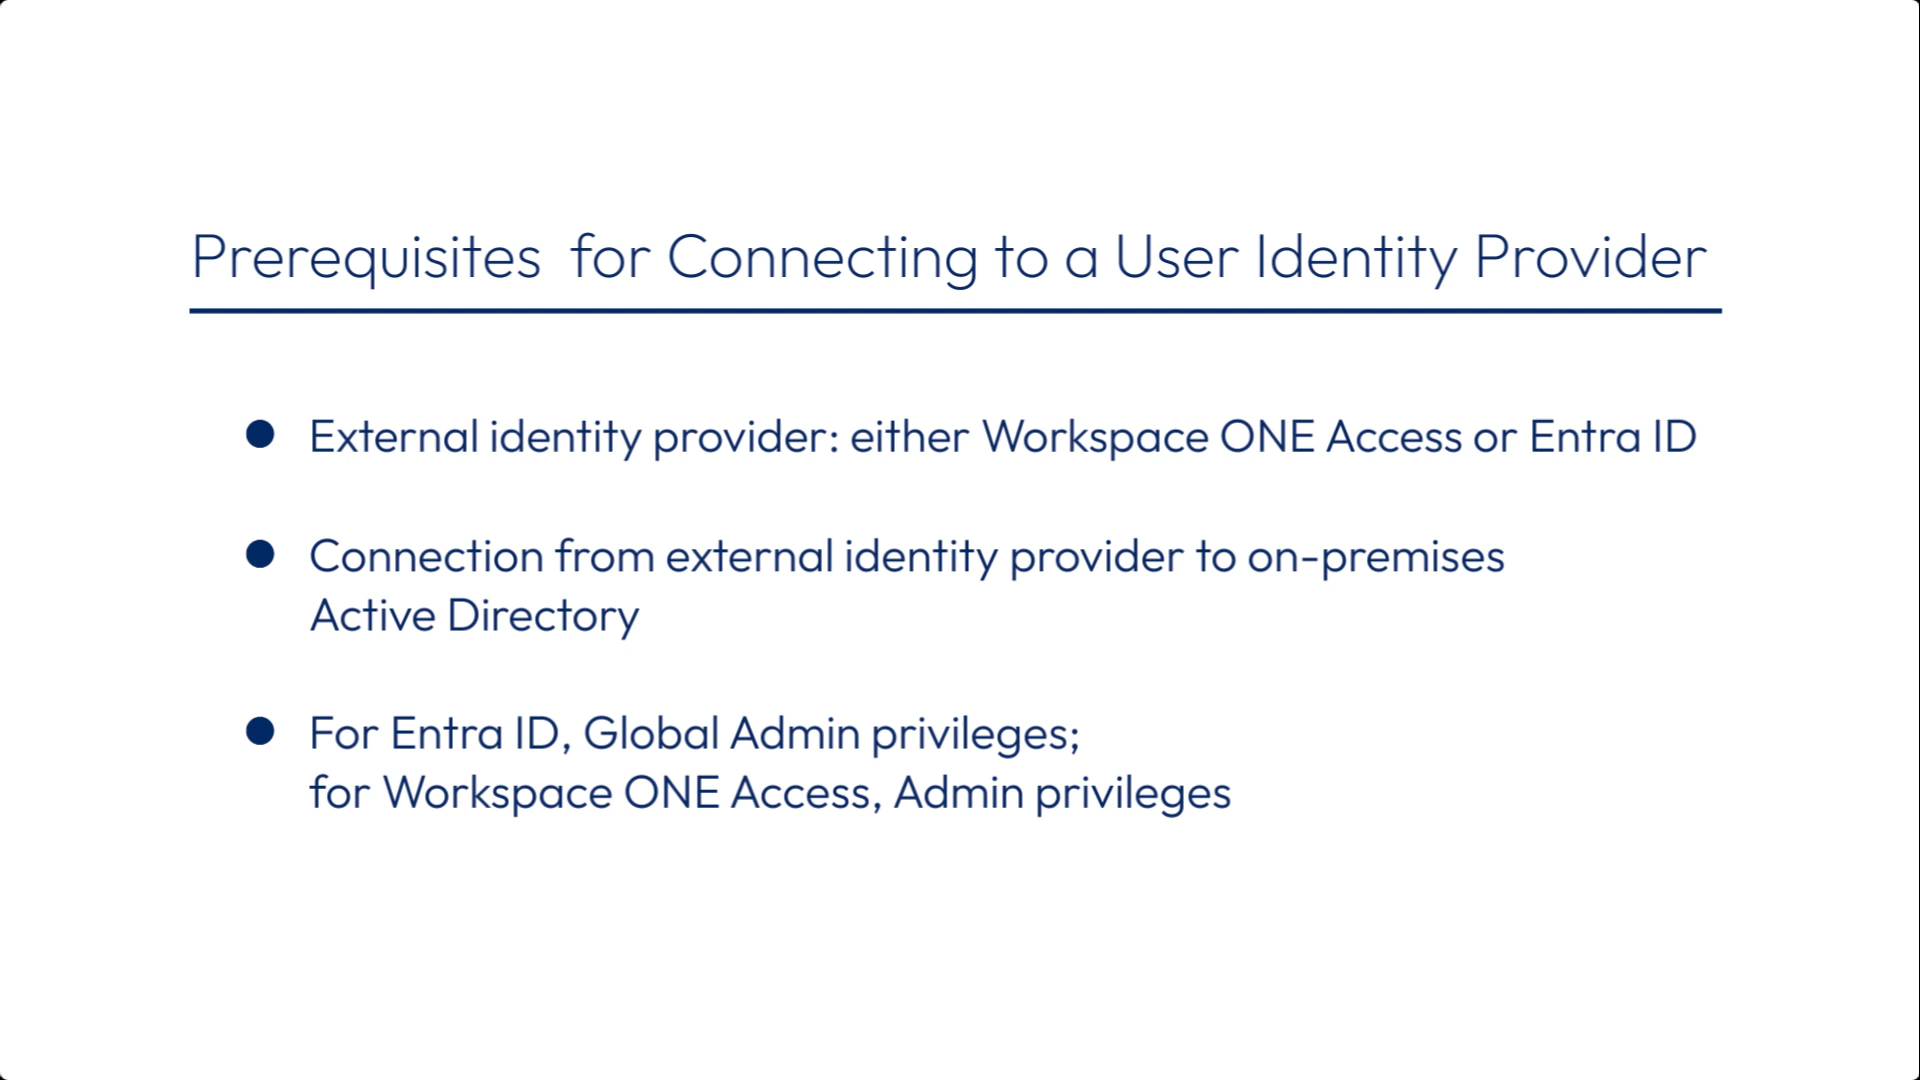 Prerequisites  for Connecting to a User Identity Provider
● External identity provider: either Workspace ONE Access or Entra ID
● Connection from external identity provider to on-premises
Active Directory
● For Entra ID, Global Admin privileges;
for Workspace ONE Access, Admin privileges